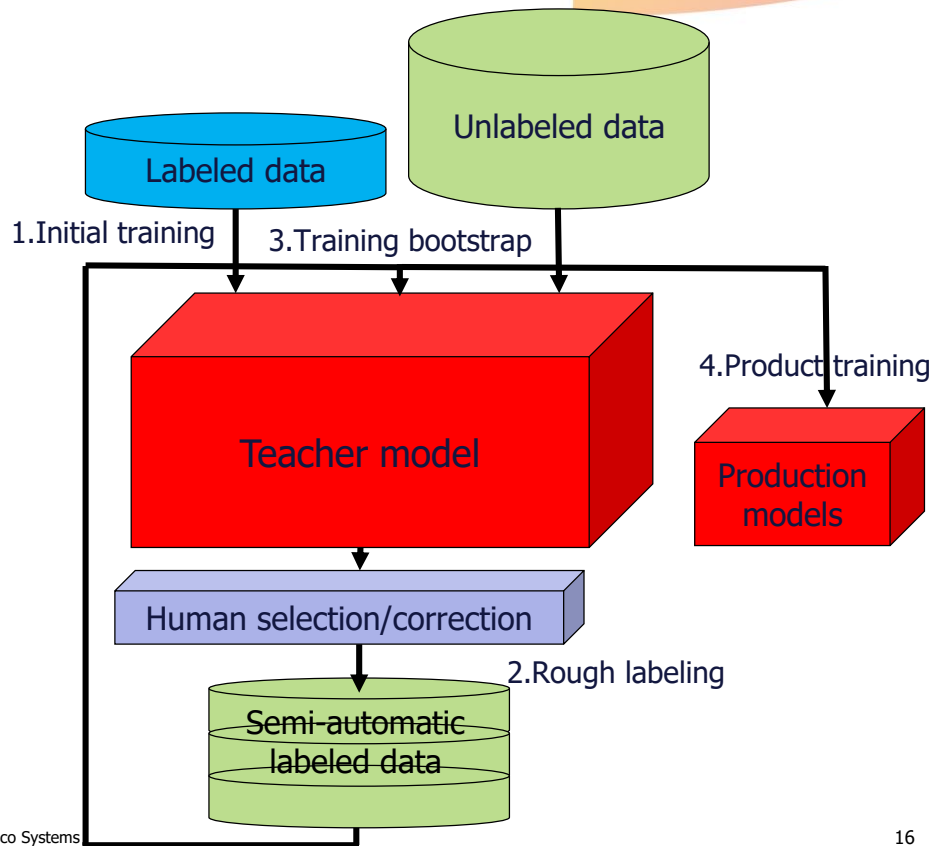 Unlabeled data
Labeled data
1.Initial training
3.Training bootstrap
4.Product training
Teacher model
Production
models
Human selection/correction
2.Rough labeling
Semi-automatic
labeled data
co Systems
16